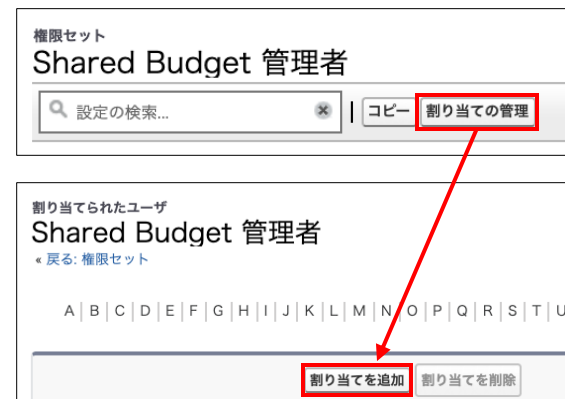 権限セット
Shared Budget 管理者
設定の検索... コピー 割り当ての管理
割り当てられたユーザ
Shared Budget 管理者
« 戻る: 権限セット
A | B | C | D | E | F | G | H | I | J | K | L | M | N | O | P | Q | R | S | T | U
割り当てを追加 割り当てを削除